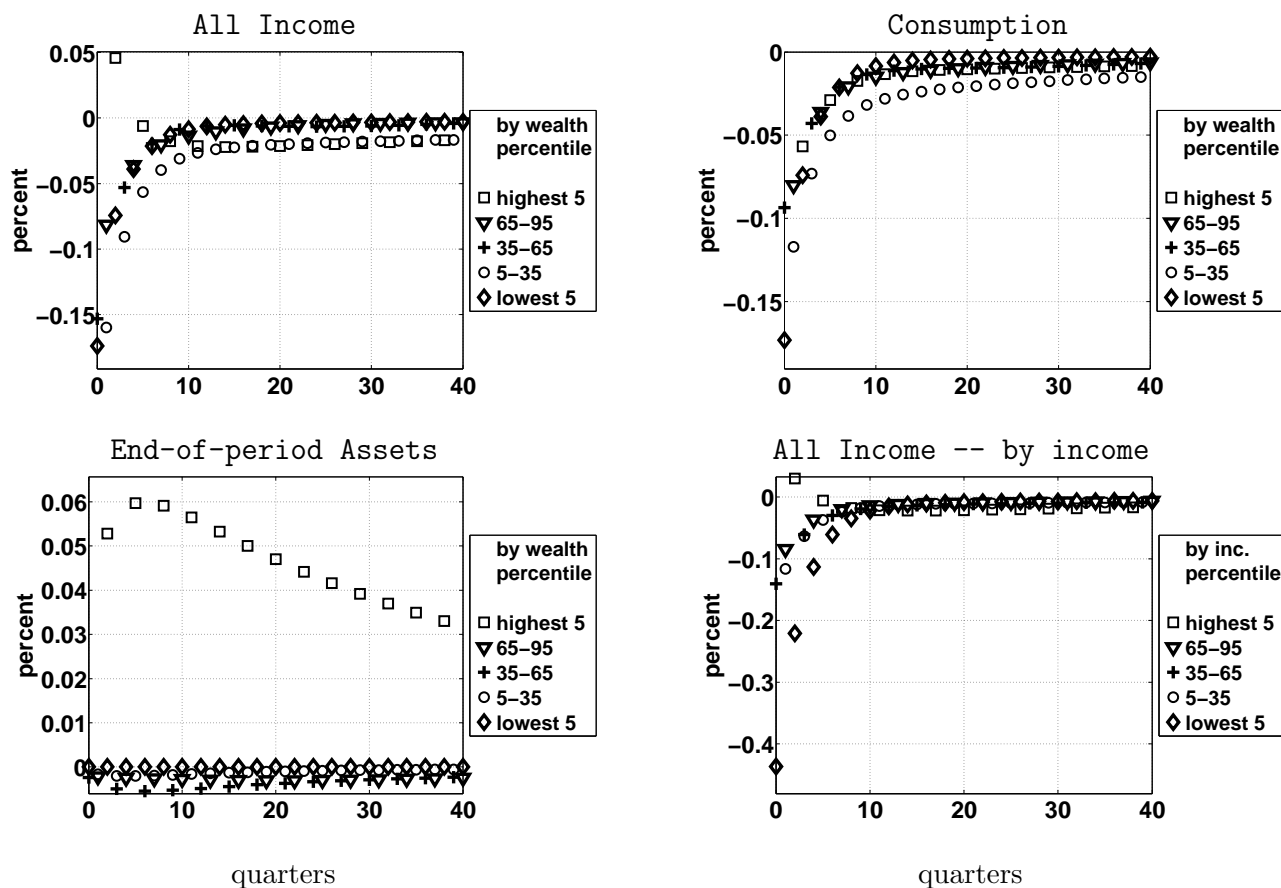 All Income
0.05
0
−0.05
−0.1
−0.15
percent
0 10 20 30 40
by wealth
percentile
highest 5
65−95
35−65
5−35
lowest 5
Consumption
0
−0.05
−0.1
−0.15
percent
0 10 20 30 40
by wealth
percentile
highest 5
65−95
35−65
5−35
lowest 5
End-of-period Assets
0.06
0.05
0.04
0.03
0.02
0.01
0
percent
0 10 20 30 40
by wealth
percentile
highest 5
65−95
35−65
5−35
lowest 5
quarters
All Income -- by income
0
−0.1
−0.2
−0.3
−0.4
percent
0 10 20 30 40
by inc.
percentile
highest 5
65−95
35−65
5−35
lowest 5
quarters